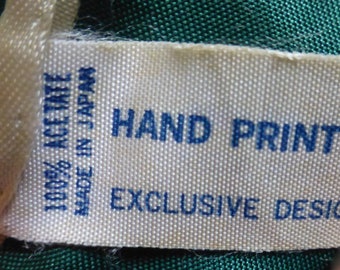 100% ACETATE
MADE IN JAPAN
HAND PRINT
EXCLUSIVE DESIG